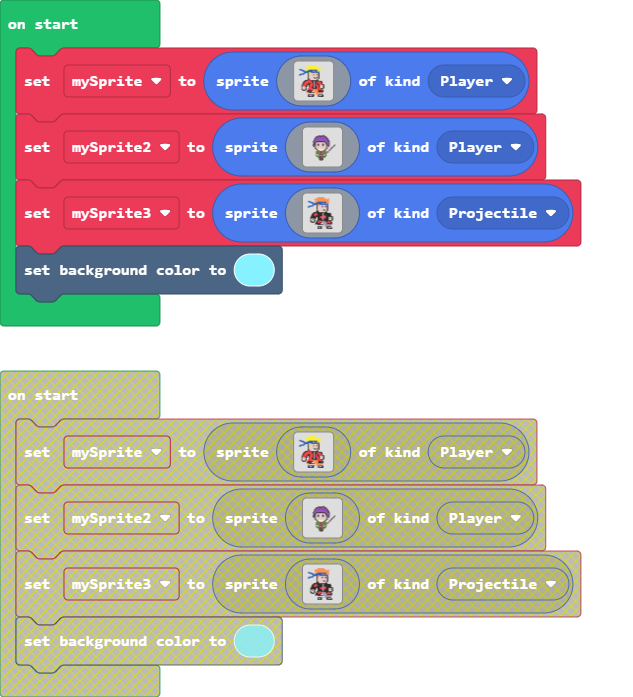 on start
set mySprite to sprite of kind Player
set mySprite2 to sprite of kind Player
set mySprite3 to sprite of kind Projectile
set background color to
on start
set mySprite to sprite of kind Player
set mySprite2 to sprite of kind Player
set mySprite3 to sprite of kind Projectile
set background color to